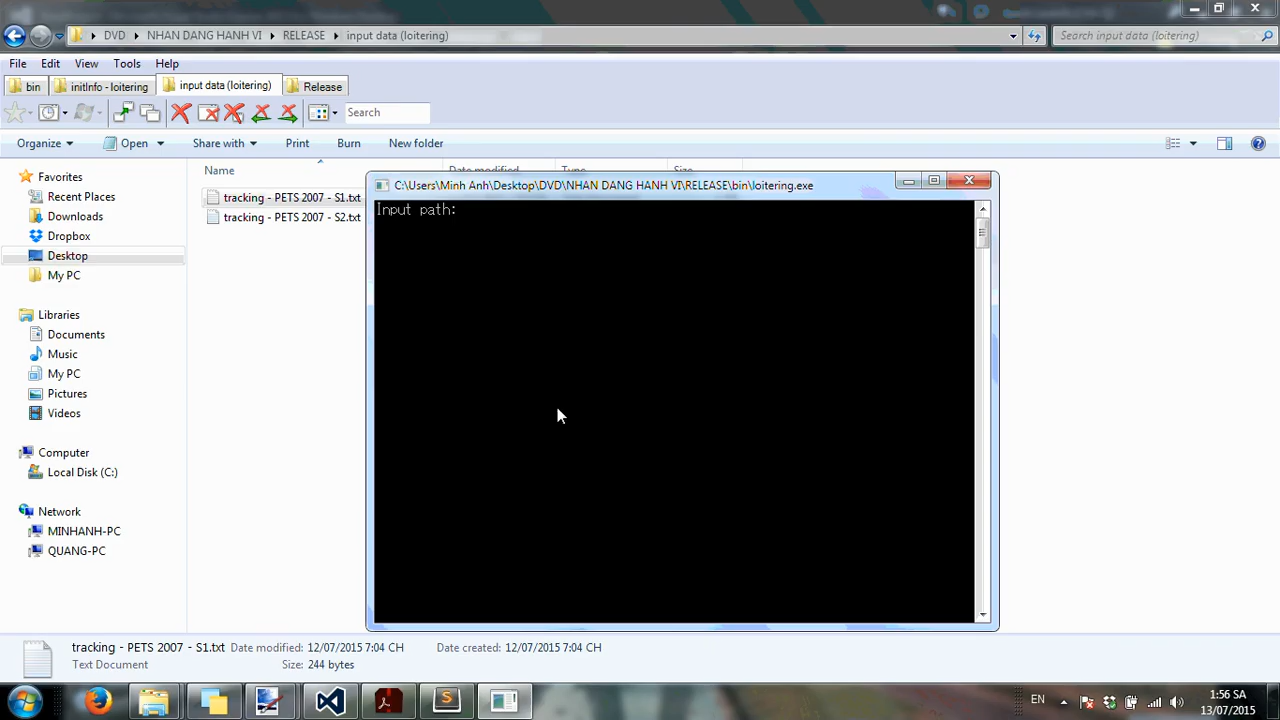 DVD NHAN DANG HANH VI RELEASE input data (loitering) Search input data (loitering)
File Edit View Tools Help
bin initInfo - loitering input data (loitering) Release
Search
Organize Open Share with Print Burn New folder
Name Date modified Type Size
Favorites
Recent Places
Downloads
Dropbox
Desktop
My PC
Libraries
Documents
Music
My PC
Pictures
Videos
Computer
Local Disk (C:)
Network
MINHANH-PC
QUANG-PC
tracking - PETS 2007 - S1.txt
tracking - PETS 2007 - S2.txt
C:\Users\Minh Anh\Desktop\DVD\NHAN DANG HANH VI\RELEASE\bin\loitering.exe
Input path:
tracking - PETS 2007 - S1.txt Date modified: 12/07/2015 7:04 CH Date created: 12/07/2015 7:04 CH
Text Document Size: 244 bytes
EN 1:56 SA
13/07/2015